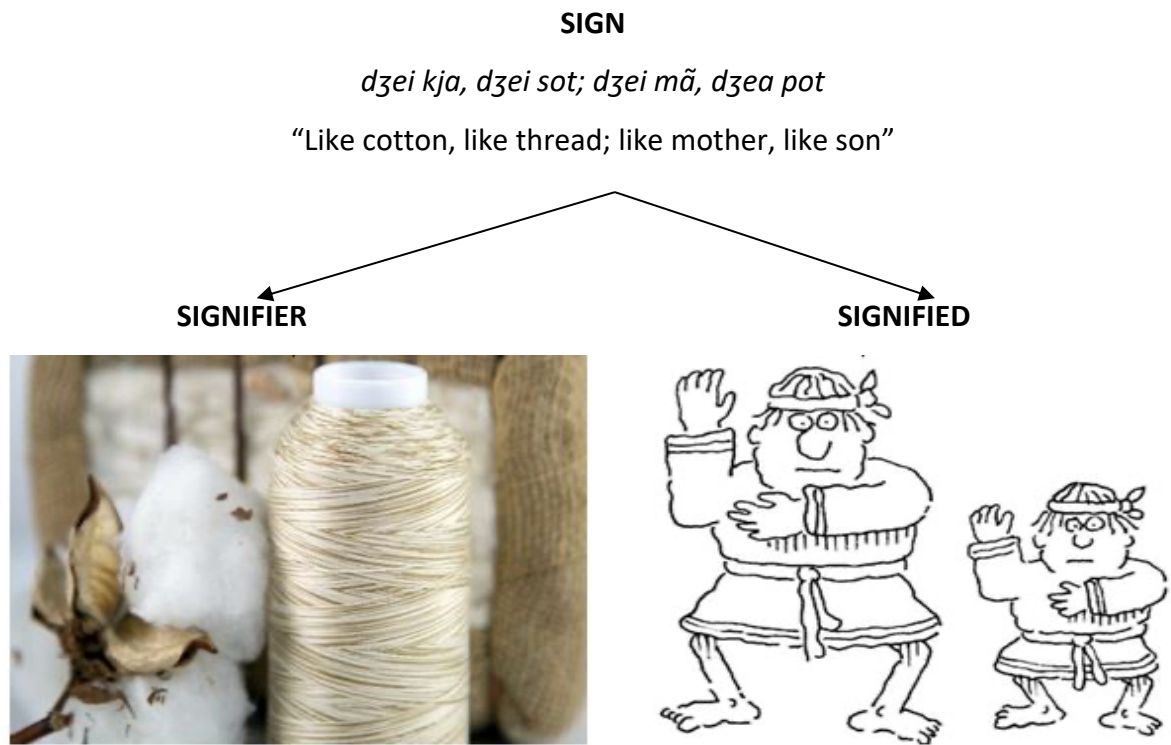 SIGN
dʒei kja, dʒei sot; dʒei mã, dʒea pot
“Like cotton, like thread; like mother, like son”
SIGNIFIER
SIGNIFIED